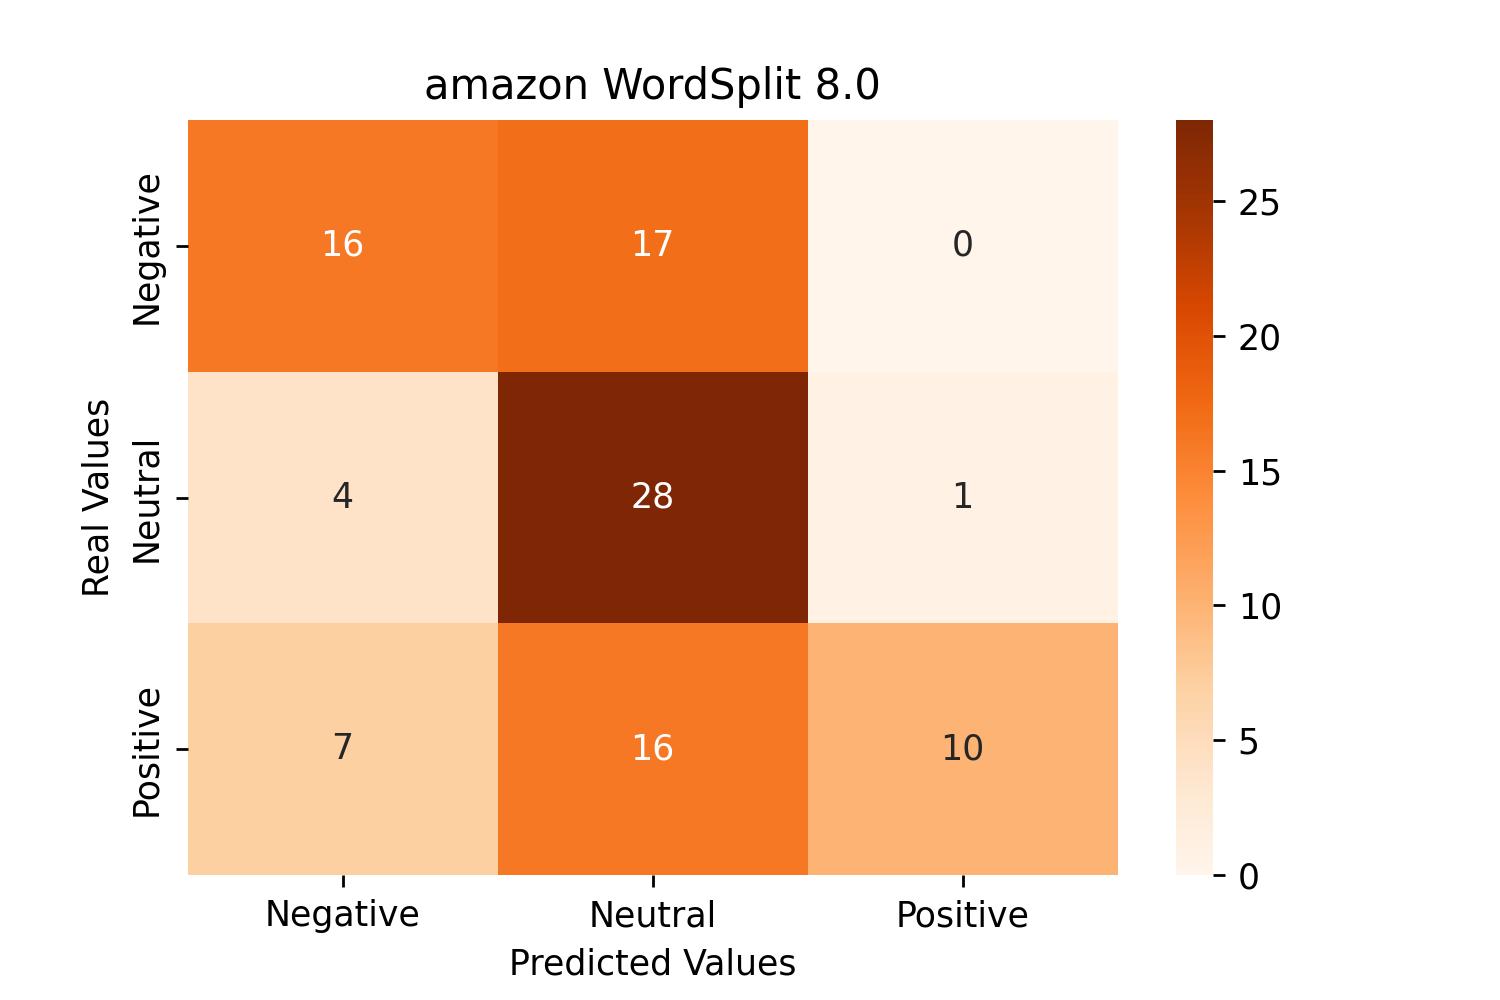 amazon WordSplit 8.0
Real Values
Negative
16 17 0
Neutral
4 28 1
Positive
7 16 10
Negative Neutral Positive
Predicted Values
25
20
15
10
5
0